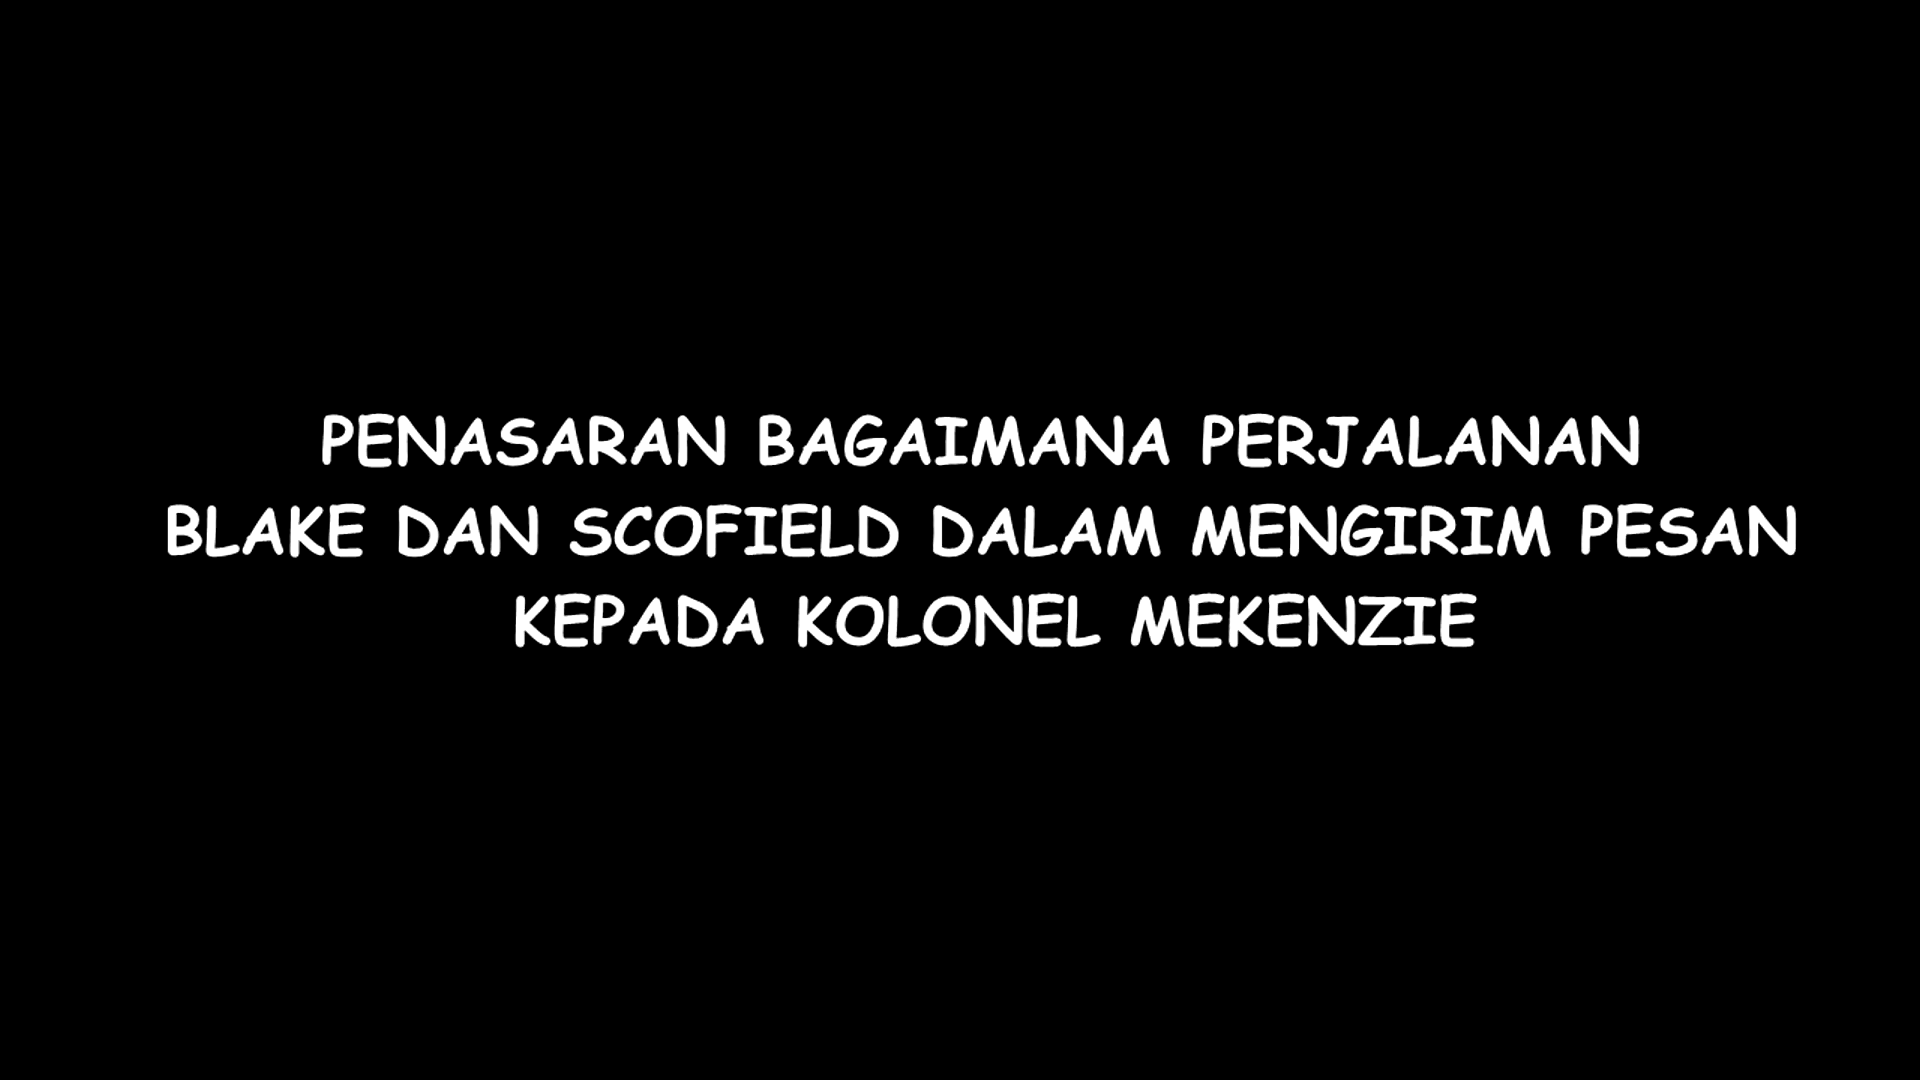 PENASARAN BAGAIMANA PERJALANAN
BLAKE DAN SCOFIELD DALAM MENGIRIM PESAN
KEPADA KOLONEL MEKENZIE